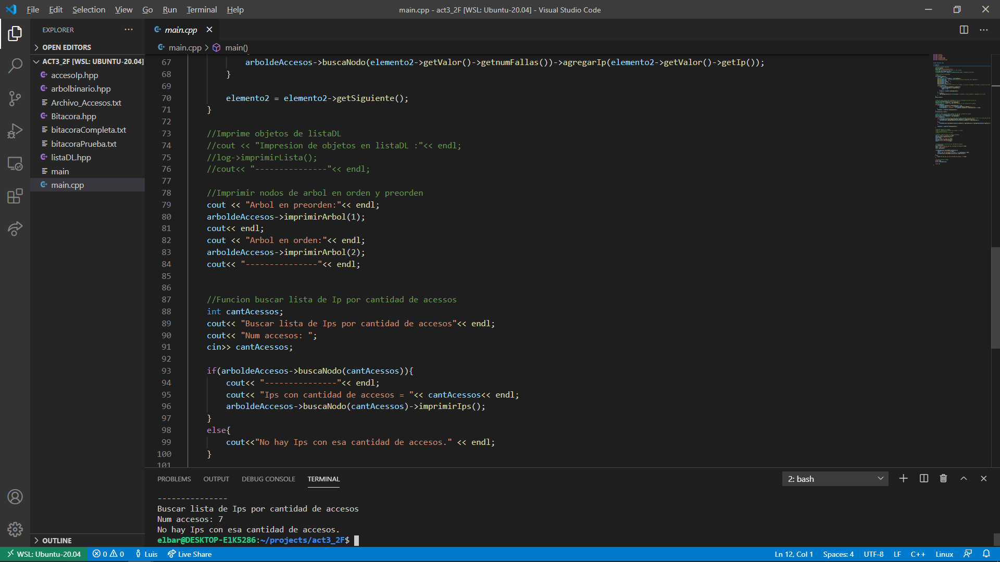 File Edit Selection View Go Run Terminal Help
main.cpp - act3_2F [WSL: Ubuntu-20.04] - Visual Studio Code
EXPLORER
OPEN EDITORS
ACT3_2F [WSL: UBUNTU-20.04]
accesoIp.hpp
arbolbinario.hpp
Archivo_Accesos.txt
Bitacora.hpp
bitacoraCompleta.txt
bitacoraPrueba.txt
listaDL.hpp
main
main.cpp
OUTLINE
main.cpp
main.cpp > main()
67 arboldeAccesos->buscaNodo(elemento2->getValor()->getnumFallas())->agregarIp(elemento2->getValor()->getIp());
68 }
69
70 elemento2 = elemento2->getSiguiente();
71 }
72
73 //Imprime objetos de listaDL
74 //cout << "Impresion de objetos en listaDL :"<< endl;
75 //log->imprimirLista();
76 //cout<< "---------------"<< endl;
77
78 //Imprimir nodos de arbol en orden y preorden
79 cout << "Arbol en preorden:"<< endl;
80 arboldeAccesos->imprimirArbol(1);
81 cout<< endl;
82 cout << "Arbol en orden:"<< endl;
83 arboldeAccesos->imprimirArbol(2);
84 cout<< "---------------"<< endl;
85
86
87 //Funcion buscar lista de Ip por cantidad de acessos
88 int cantAcessos;
89 cout<< "Buscar lista de Ips por cantidad de accesos"<< endl;
90 cout<< "Num accesos: ";
91 cin>> cantAcessos;
92
93 if(arboldeAccesos->buscaNodo(cantAcessos)){
94 cout<< "---------------"<< endl;
95 cout<< "Ips con cantidad de accesos = "<< cantAcessos<< endl;
96 arboldeAccesos->buscaNodo(cantAcessos)->imprimirIps();
97 }
98 else{
99 cout<<"No hay Ips con esa cantidad de accesos." << endl;
100 }
101
PROBLEMS OUTPUT DEBUG CONSOLE TERMINAL
2: bash
---------------
Buscar lista de Ips por cantidad de accesos
Num accesos: 7
No hay Ips con esa cantidad de accesos.
elbar@DESKTOP-E1K5286:~/projects/act3_2F$
WSL: Ubuntu-20.04 0 0 Luis Live Share
Ln 12, Col 1 Spaces: 4 UTF-8 LF C++ Linux